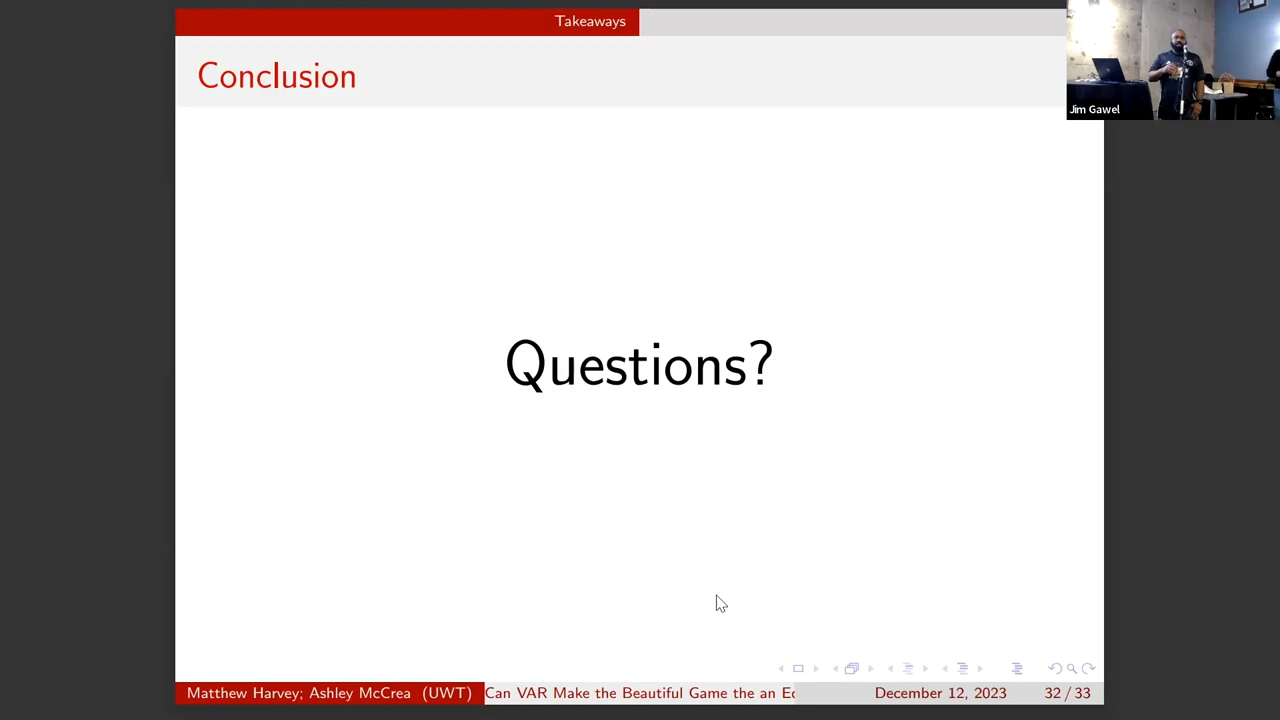 Takeaways
Conclusion
Jim Gawel
Questions?
Matthew Harvey; Ashley McCrea (UWT) Can VAR Make the Beautiful Game the an Ec December 12, 2023 32 / 33